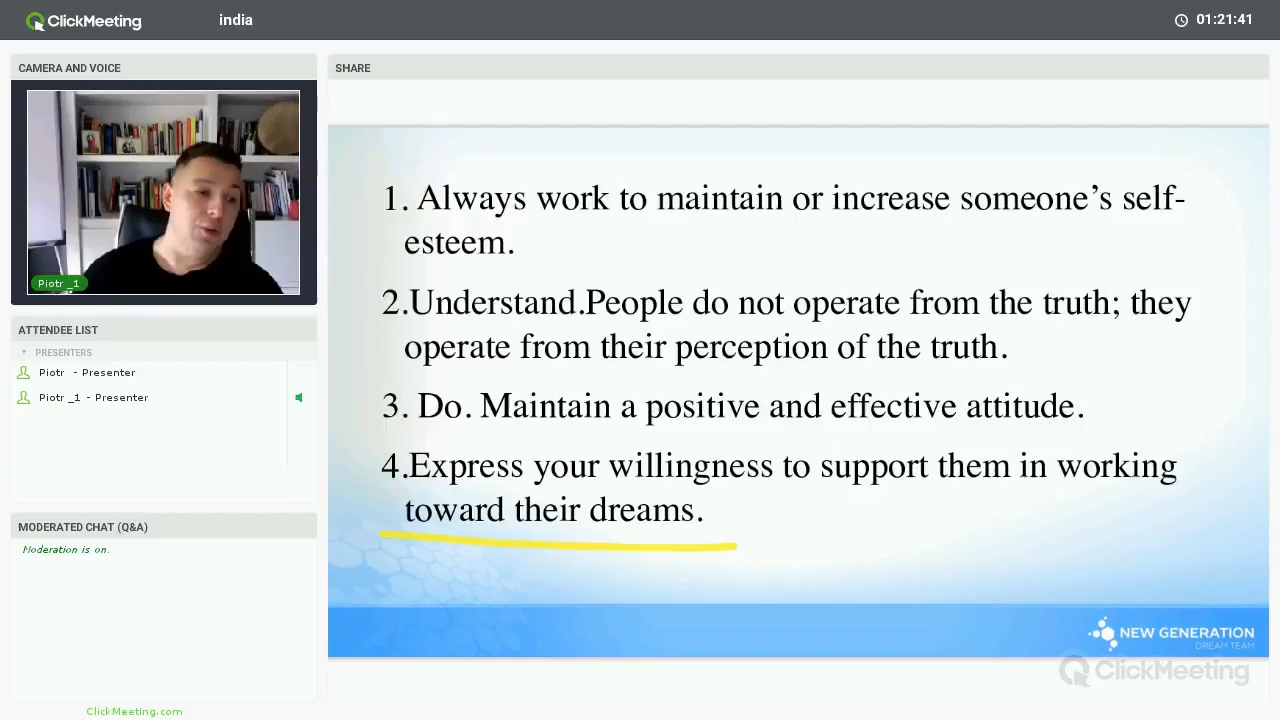 ClickMeeting
india
01:21:41
CAMERA AND VOICE
Piotr _1
ATTENDEE LIST
PRESENTERS
Piotr - Presenter
Piotr _1 - Presenter
MODERATED CHAT (Q&A)
Moderation is on.
ClickMeeting.com
SHARE
1. Always work to maintain or increase someone’s self-
esteem.
2.Understand.People do not operate from the truth; they
operate from their perception of the truth.
3. Do. Maintain a positive and effective attitude.
4.Express your willingness to support them in working
toward their dreams.
NEW GENERATION
DREAM TEAM
ClickMeeting